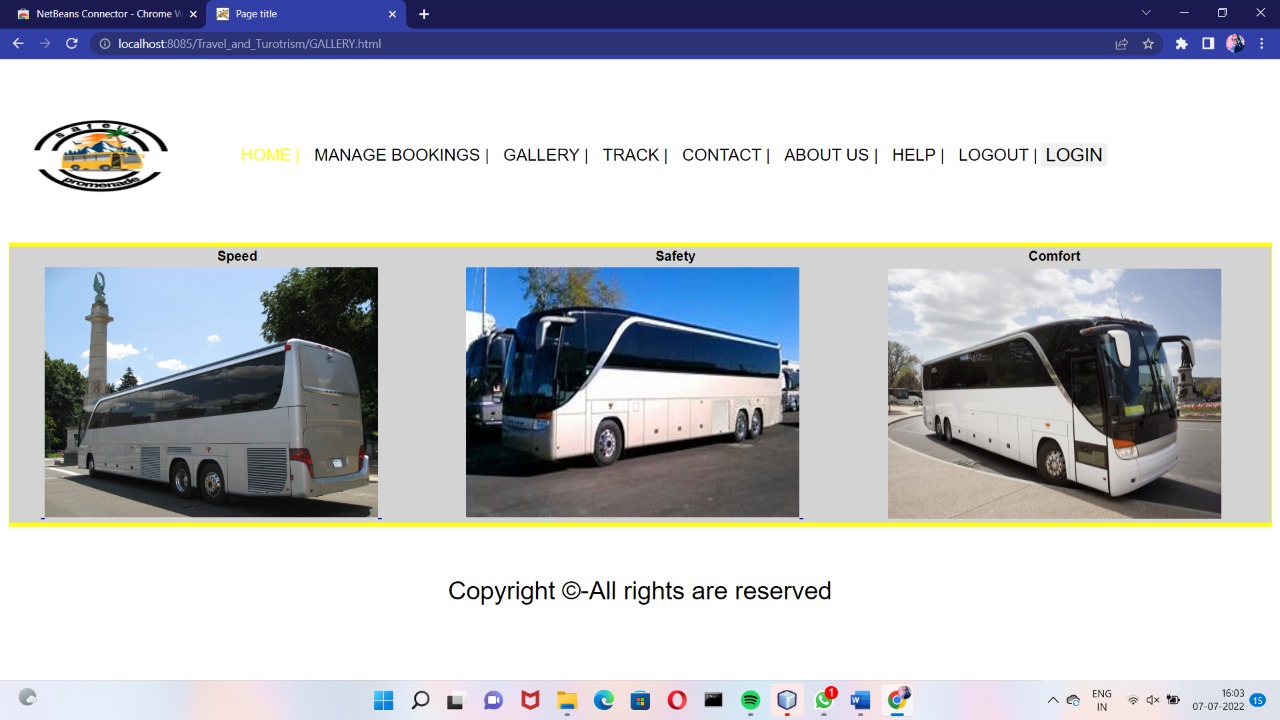 NetBeans Connector - Chrome W
Page title
localhost:8085/Travel_and_Turotrism/GALLERY.html
safety
promenade
HOME | MANAGE BOOKINGS | GALLERY | TRACK | CONTACT | ABOUT US | HELP | LOGOUT | LOGIN
Speed Safety Comfort
Copyright ©-All rights are reserved
1
W
ENG
IN
16:03
07-07-2022
15